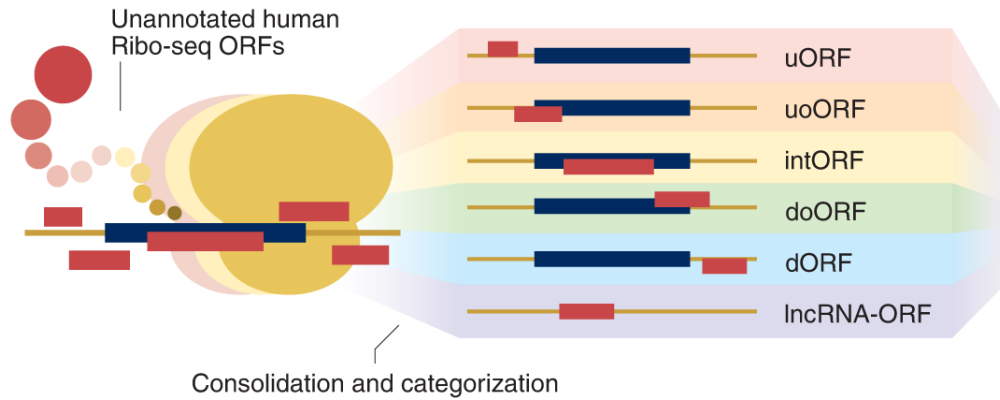 Unannotated human
Ribo-seq ORFs
uORF
uoORF
intORF
doORF
dORF
lncRNA-ORF
Consolidation and categorization